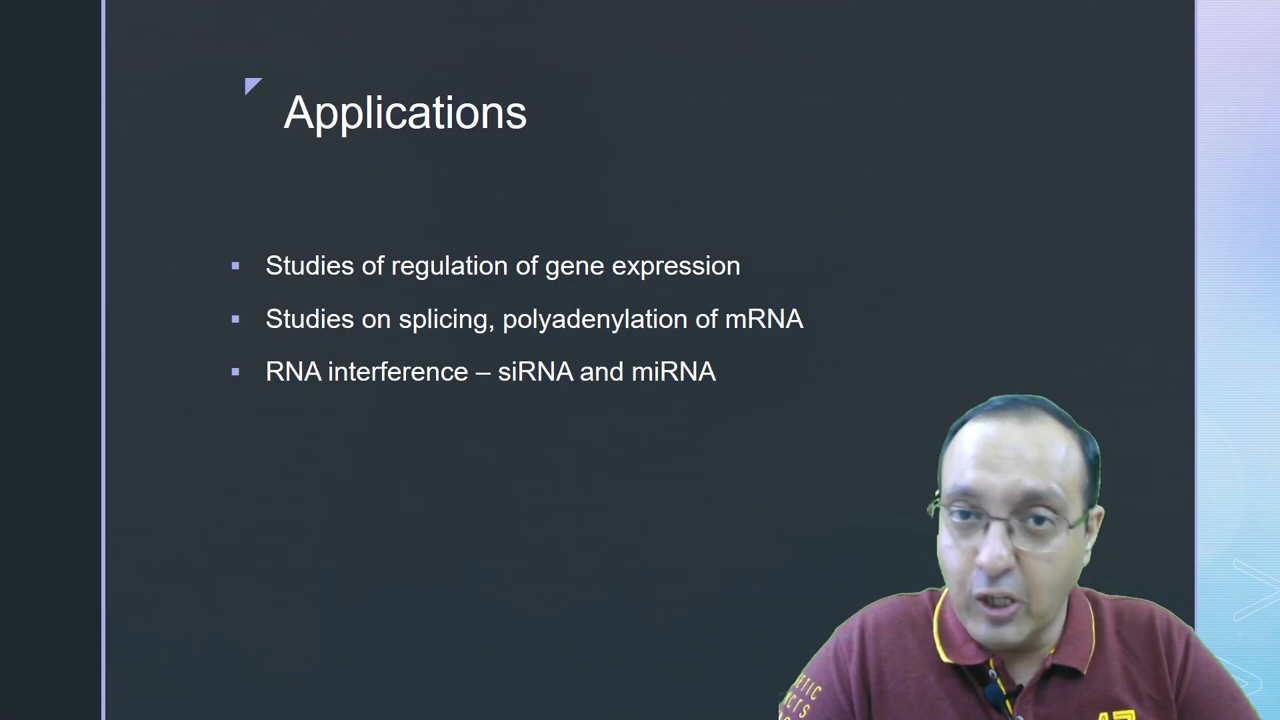 Applications
▪ Studies of regulation of gene expression
▪ Studies on splicing, polyadenylation of mRNA
▪ RNA interference – siRNA and miRNA